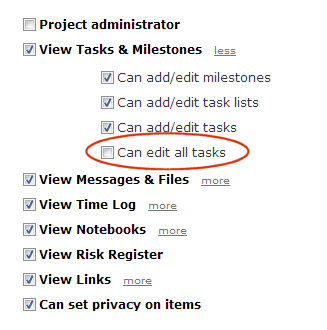 Project administrator
View Tasks & Milestones less
Can add/edit milestones
Can add/edit task lists
Can add/edit tasks
Can edit all tasks
View Messages & Files more
View Time Log more
View Notebooks more
View Risk Register
View Links more
Can set privacy on items